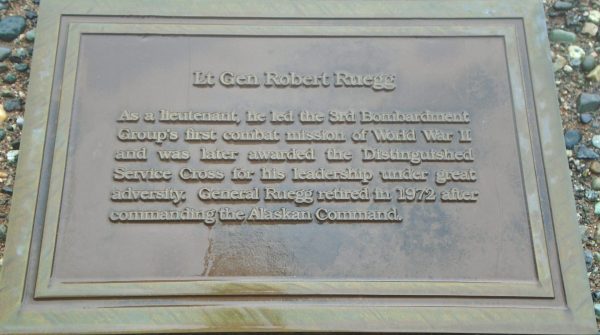 Lt Gen Robert Ruegg
As a lieutenant, he led the 3rd Bombardment
Group's first combat mission of World War II
and was later awarded the Distinguished
Service Cross for his leadership under great
adversity. General Ruegg retired in 1972 after
commanding the Alaskan Command.